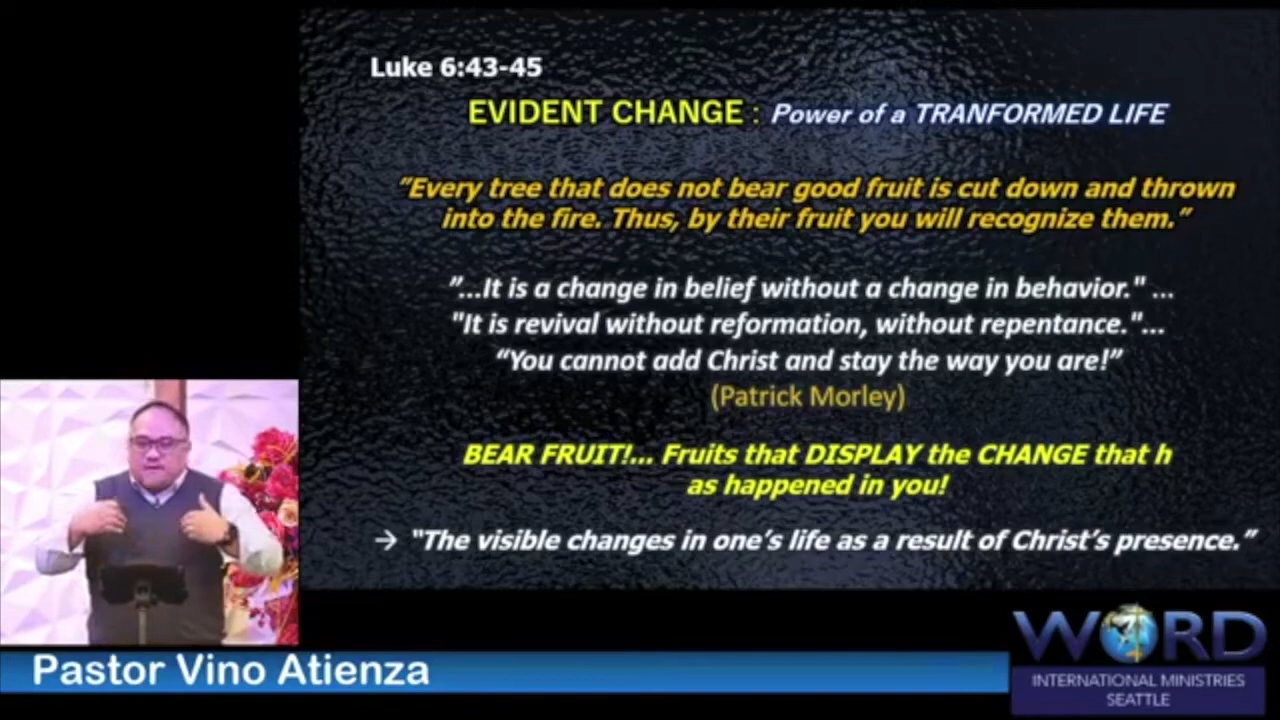 Luke 6:43-45
EVIDENT CHANGE : Power of a TRANFORMED LIFE
"Every tree that does not bear good fruit is cut down and thrown
into the fire. Thus, by their fruit you will recognize them."
"...It is a change in belief without a change in behavior." ...
"It is revival without reformation, without repentance."...
“You cannot add Christ and stay the way you are!”
(Patrick Morley)
BEAR FRUIT!... Fruits that DISPLAY the CHANGE that h
as happened in you!
→ "The visible changes in one’s life as a result of Christ’s presence."
Pastor Vino Atienza
WORD
INTERNATIONAL MINISTRIES
SEATTLE